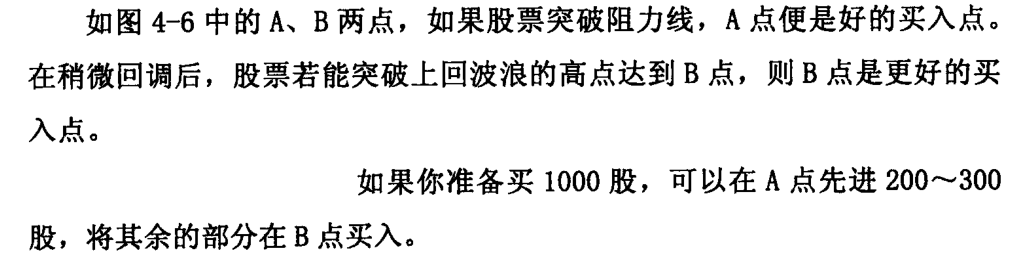 如图 4-6 中的 A、B 两点，如果股票突破阻力线，A 点便是好的买入点。
在稍微回调后，股票若能突破上回波浪的高点达到 B 点，则 B 点是更好的买
入点。
如果你准备买 1000 股，可以在 A 点先进 200～300
股，将其余的部分在 B 点买入。